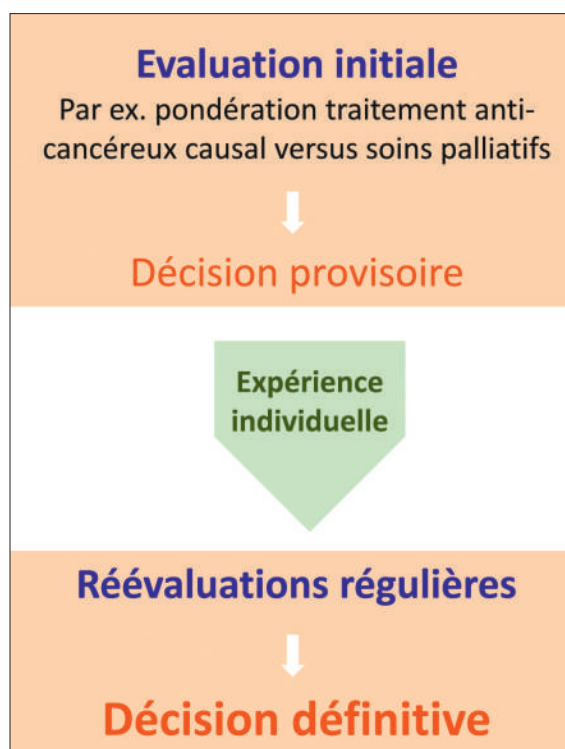 Evaluation initiale
Par ex. pondération traitement anti-
cancéreux causal versus soins palliatifs
Décision provisoire
Expérience
individuelle
Réévaluations régulières
Décision définitive